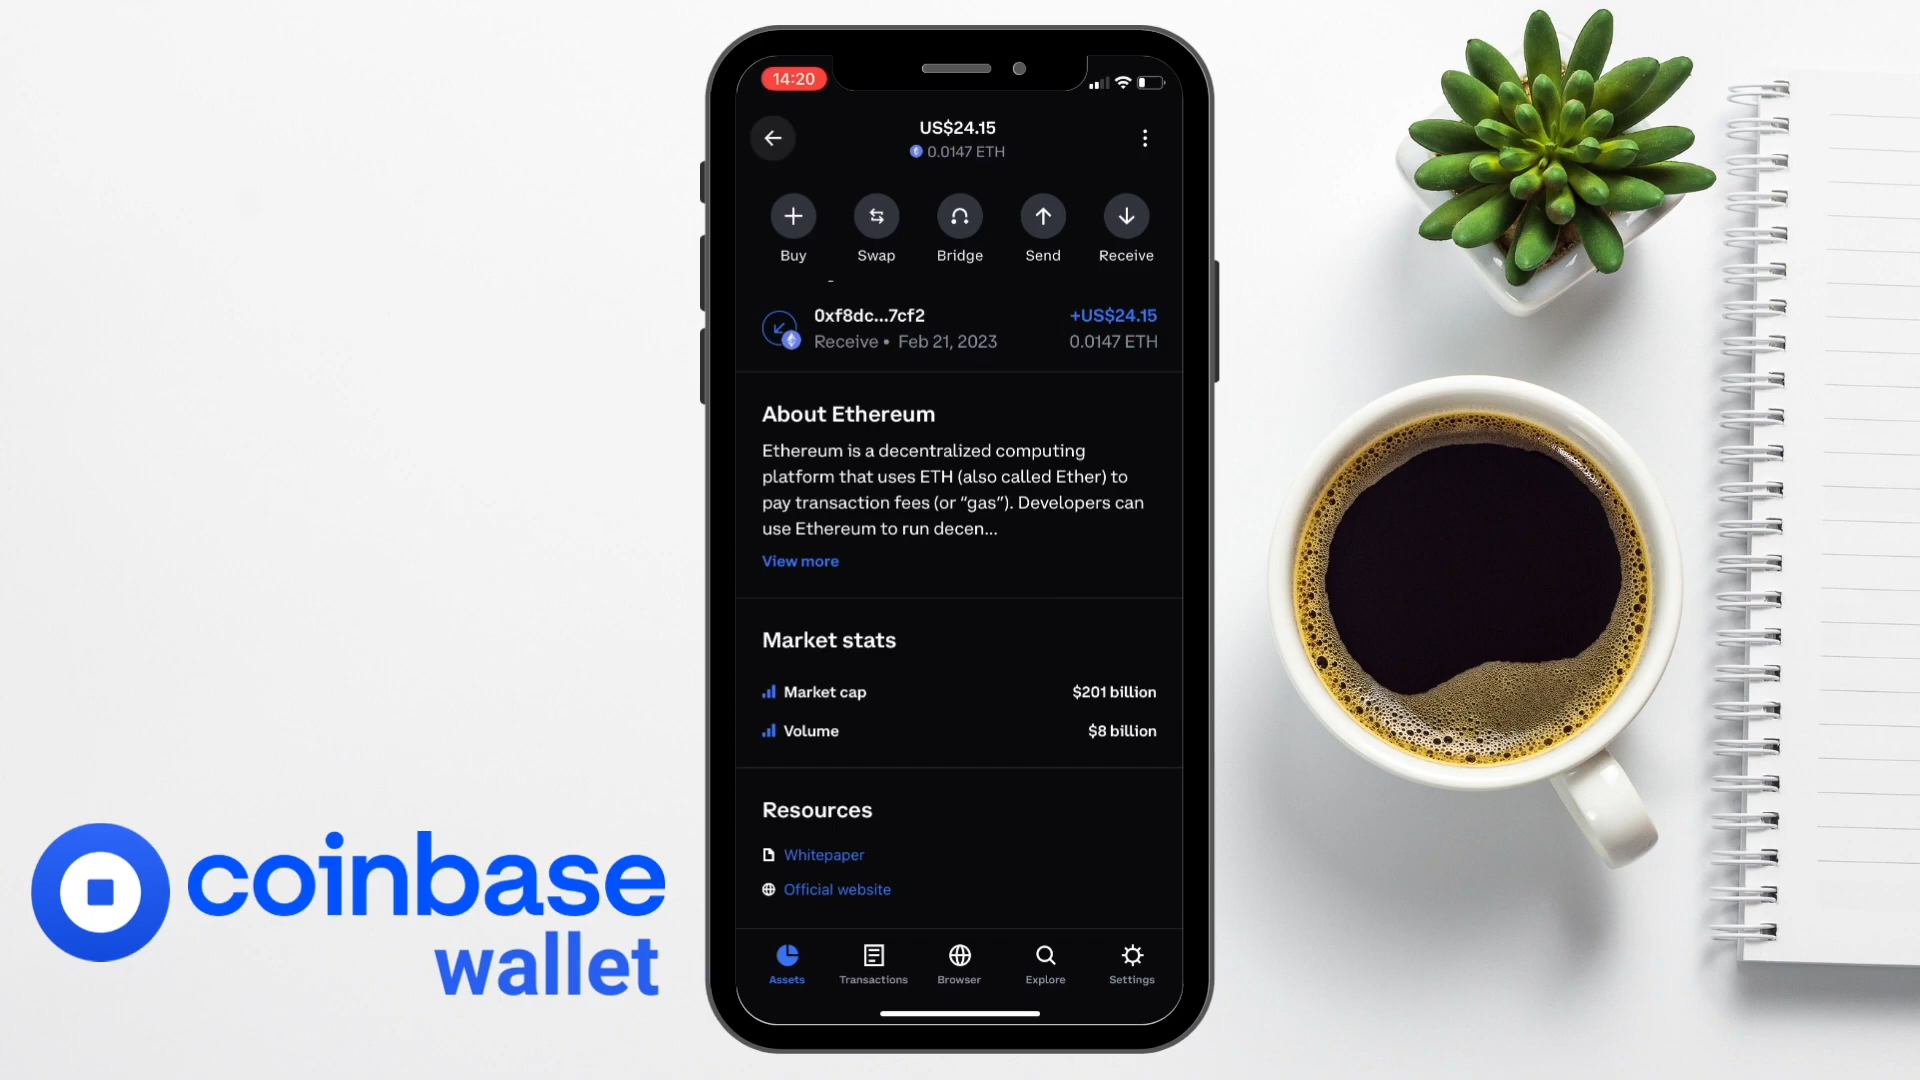 14:20
US$24.15
0.0147 ETH
Buy
Swap
Bridge
Send
Receive
0xf8dc...7cf2
+US$24.15
Receive • Feb 21, 2023
0.0147 ETH
About Ethereum
Ethereum is a decentralized computing
platform that uses ETH (also called Ether) to
pay transaction fees (or “gas”). Developers can
use Ethereum to run decen...
View more
Market stats
Market cap
$201 billion
Volume
$8 billion
Resources
Whitepaper
Official website
Assets
Transactions
Browser
Explore
Settings
coinbase
wallet